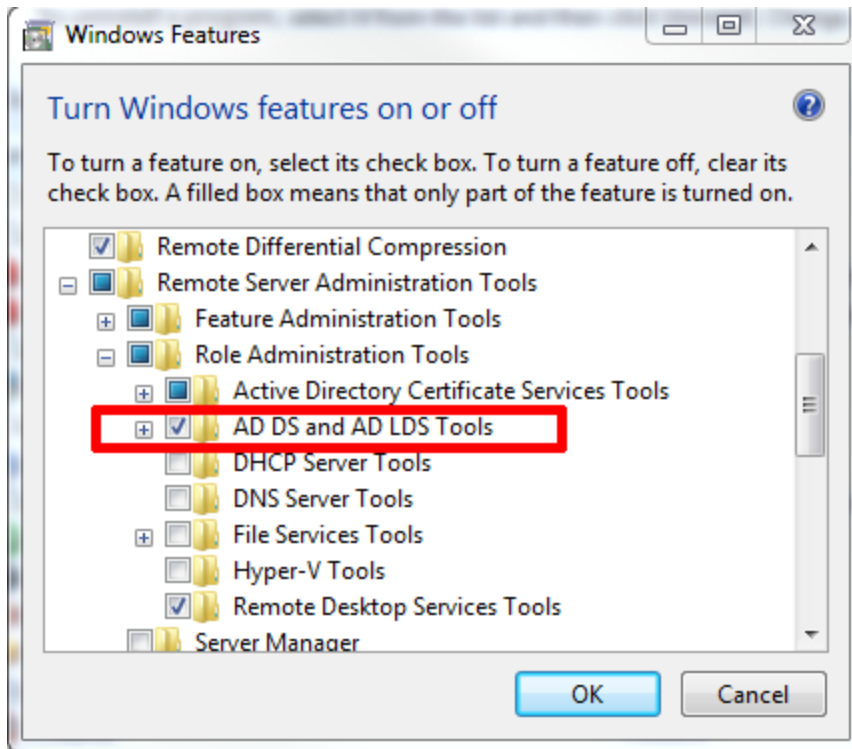 Windows Features
Turn Windows features on or off
To turn a feature on, select its check box. To turn a feature off, clear its
check box. A filled box means that only part of the feature is turned on.
Remote Differential Compression
Remote Server Administration Tools
Feature Administration Tools
Role Administration Tools
Active Directory Certificate Services Tools
AD DS and AD LDS Tools
DHCP Server Tools
DNS Server Tools
File Services Tools
Hyper-V Tools
Remote Desktop Services Tools
Server Manager
OK Cancel